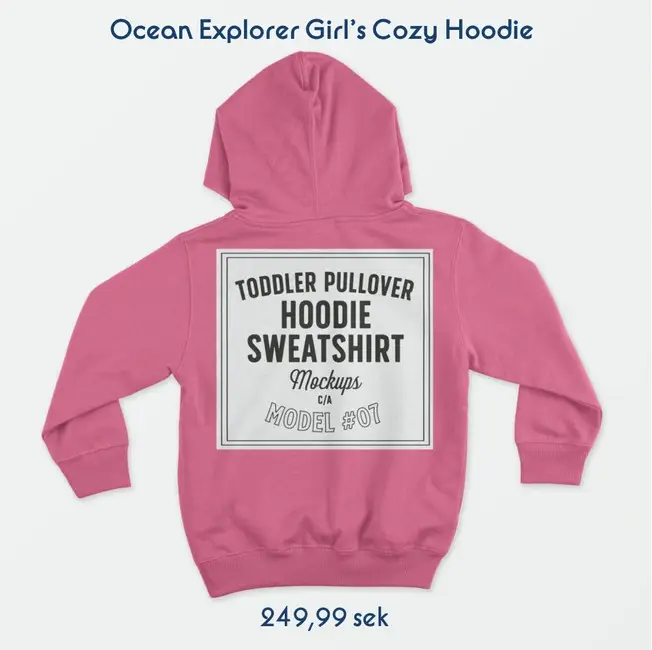 Ocean Explorer Girl's Cozy Hoodie
TODDLER PULLOVER
HOODIE
SWEATSHIRT
Mockups
C/A
MODEL #07
249,99 sek